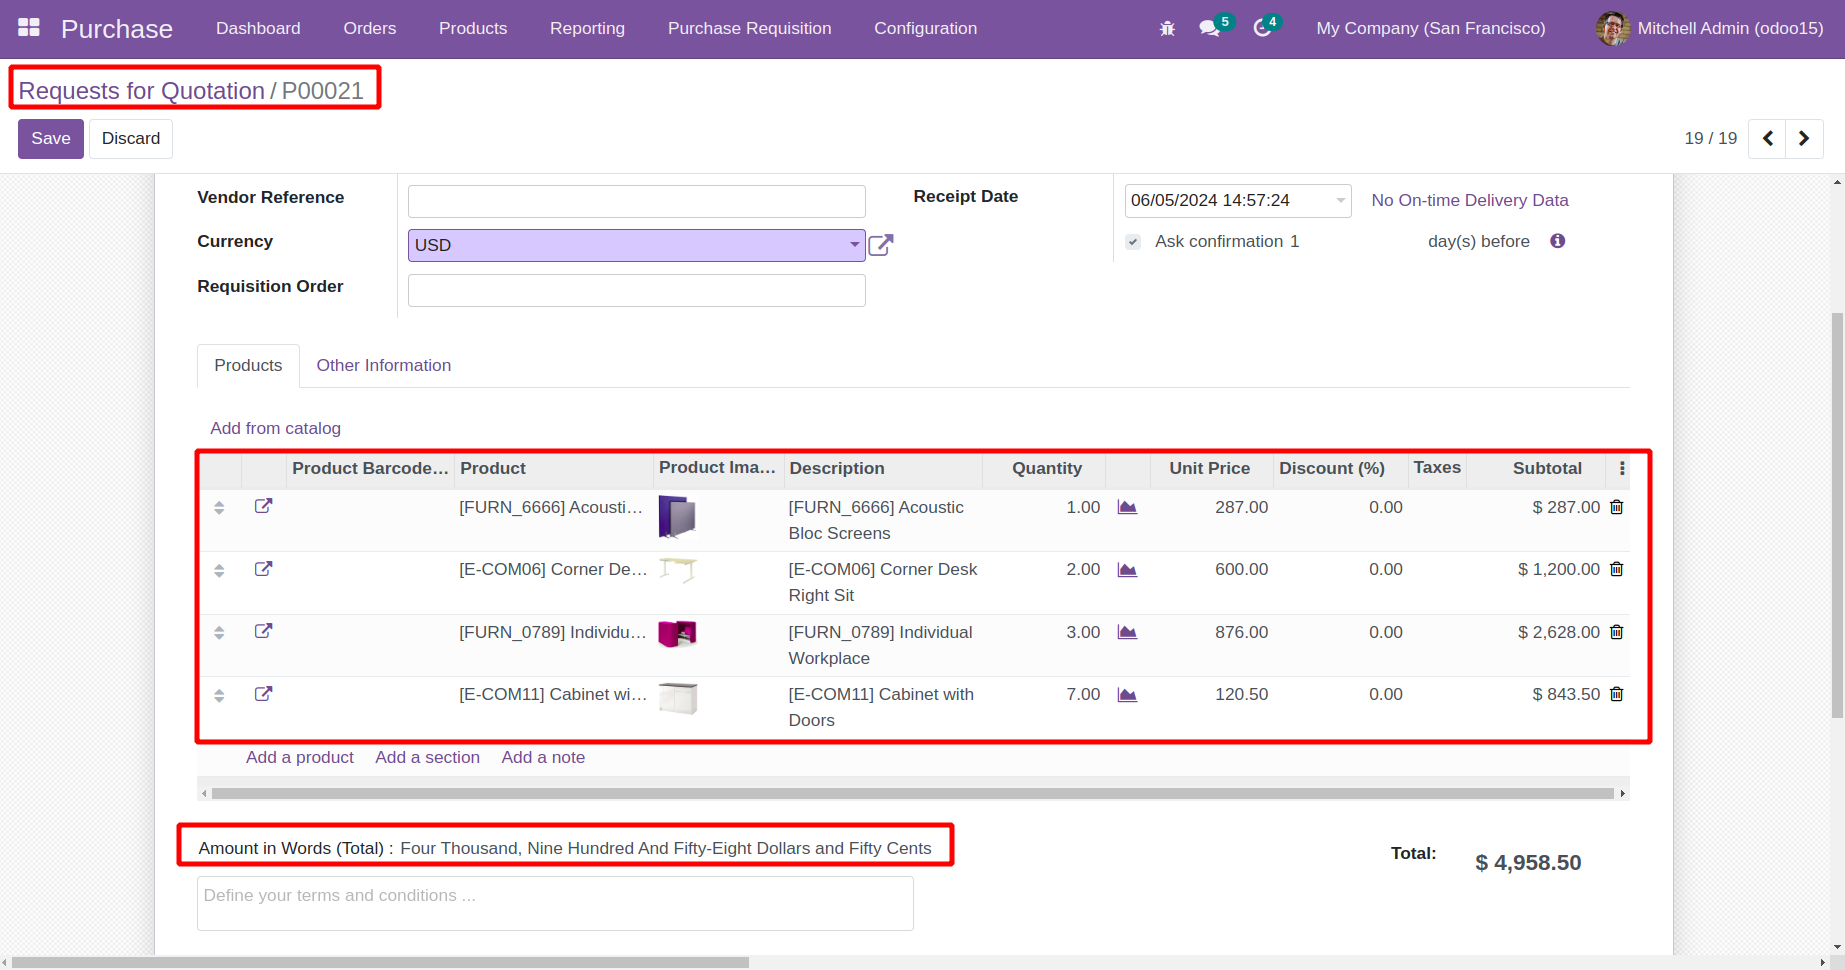 Purchase Dashboard Orders Products Reporting Purchase Requisition Configuration 5 4 My Company (San Francisco) Mitchell Admin (odoo15)
Requests for Quotation / P00021
Save Discard 19 / 19
Vendor Reference Receipt Date 06/05/2024 14:57:24 No On-time Delivery Data
Currency USD Ask confirmation 1 day(s) before
Requisition Order
Products Other Information
Add from catalog
Product Barcode... Product Product Ima... Description Quantity Unit Price Discount (%) Taxes Subtotal
[FURN_6666] Acousti... [FURN_6666] Acoustic 1.00 287.00 0.00 $ 287.00
Bloc Screens
[E-COM06] Corner De... [E-COM06] Corner Desk 2.00 600.00 0.00 $ 1,200.00
Right Sit
[FURN_0789] Individu... [FURN_0789] Individual 3.00 876.00 0.00 $ 2,628.00
Workplace
[E-COM11] Cabinet wi... [E-COM11] Cabinet with 7.00 120.50 0.00 $ 843.50
Doors
Add a product Add a section Add a note
Amount in Words (Total) : Four Thousand, Nine Hundred And Fifty-Eight Dollars and Fifty Cents
Total: $ 4,958.50
Define your terms and conditions ...